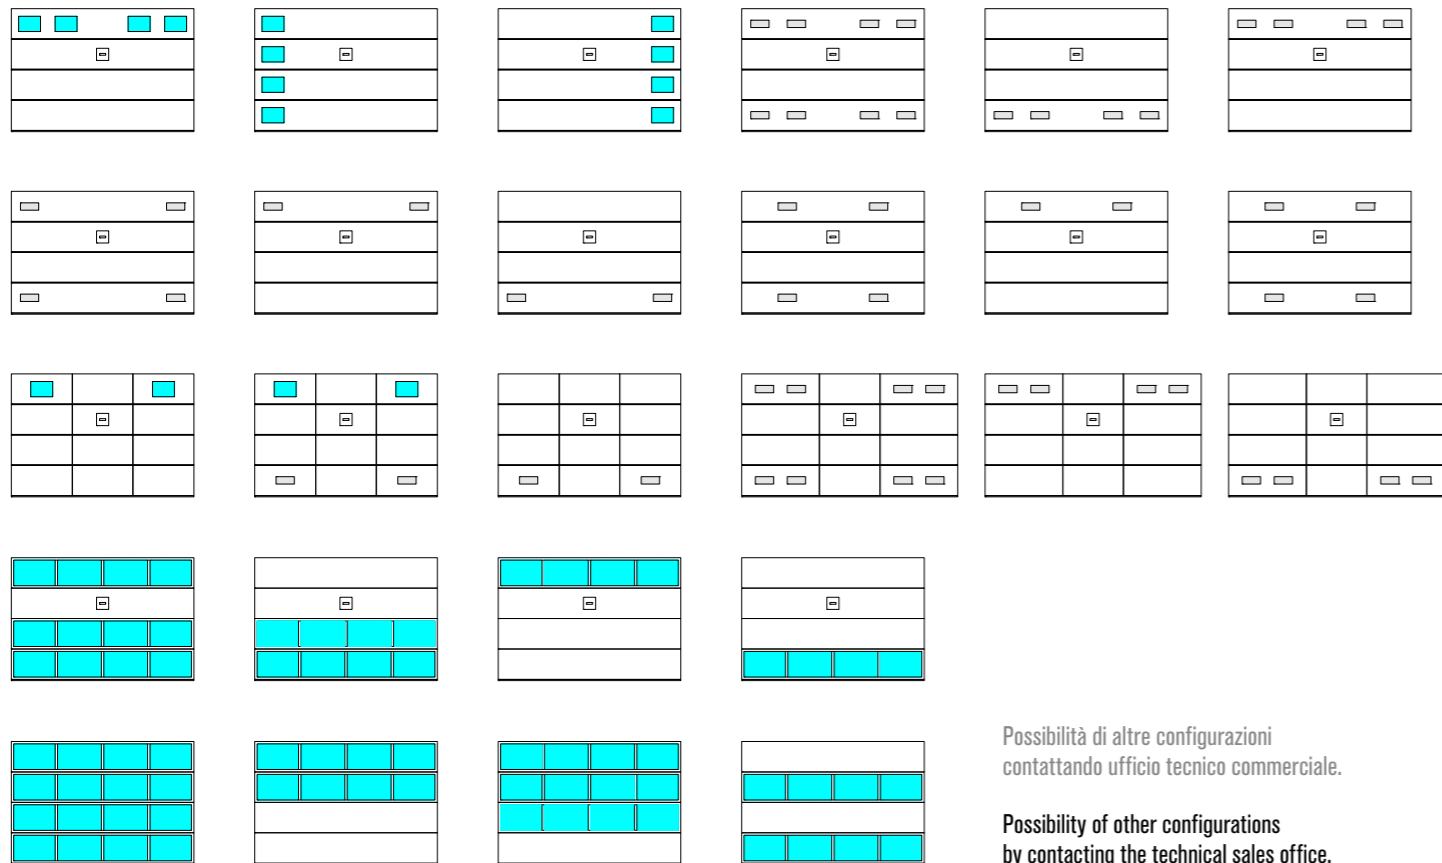 Possibilità di altre configurazioni
contattando ufficio tecnico commerciale.
Possibility of other configurations
by contacting the technical sales office.